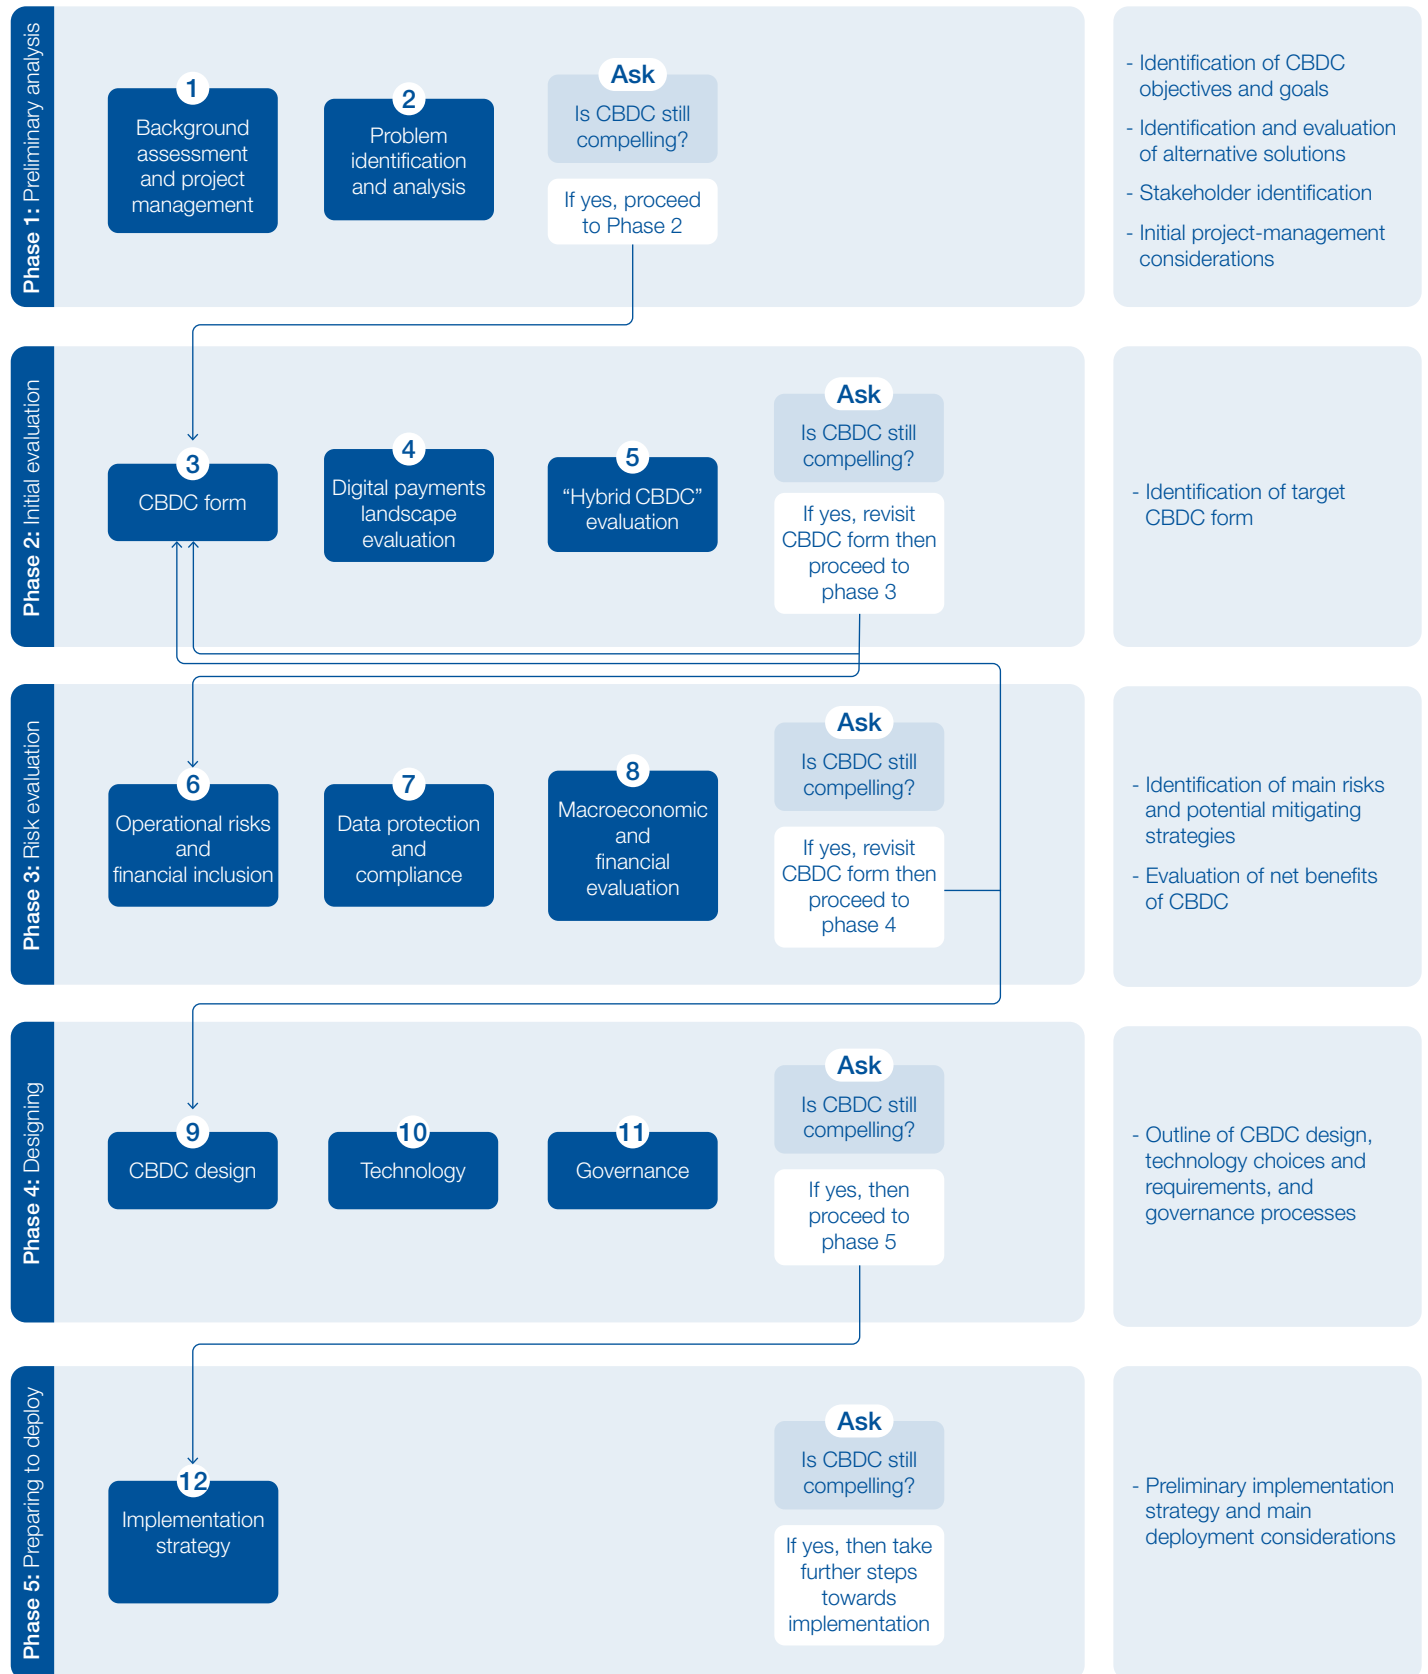 Phase 1: Preliminary analysis
1
Background
assessment
and project
management
2
Problem
identification
and analysis
Ask
Is CBDC still
compelling?
If yes, proceed
to Phase 2
- Identification of CBDC
objectives and goals
- Identification and evaluation
of alternative solutions
- Stakeholder identification
- Initial project-management
considerations
Phase 2: Initial evaluation
3
CBDC form
4
Digital payments
landscape
evaluation
5
“Hybrid CBDC”
evaluation
Ask
Is CBDC still
compelling?
If yes, revisit
CBDC form then
proceed to
phase 3
- Identification of target
CBDC form
Phase 3: Risk evaluation
6
Operational risks
and
financial inclusion
7
Data protection
and
compliance
8
Macroeconomic
and
financial
evaluation
Ask
Is CBDC still
compelling?
If yes, revisit
CBDC form then
proceed to
phase 4
- Identification of main risks
and potential mitigating
strategies
- Evaluation of net benefits
of CBDC
Phase 4: Designing
9
CBDC design
10
Technology
11
Governance
Ask
Is CBDC still
compelling?
If yes, then
proceed to
phase 5
- Outline of CBDC design,
technology choices and
requirements, and
governance processes
Phase 5: Preparing to deploy
12
Implementation
strategy
Ask
Is CBDC still
compelling?
If yes, then take
further steps
towards
implementation
- Preliminary implementation
strategy and main
deployment considerations